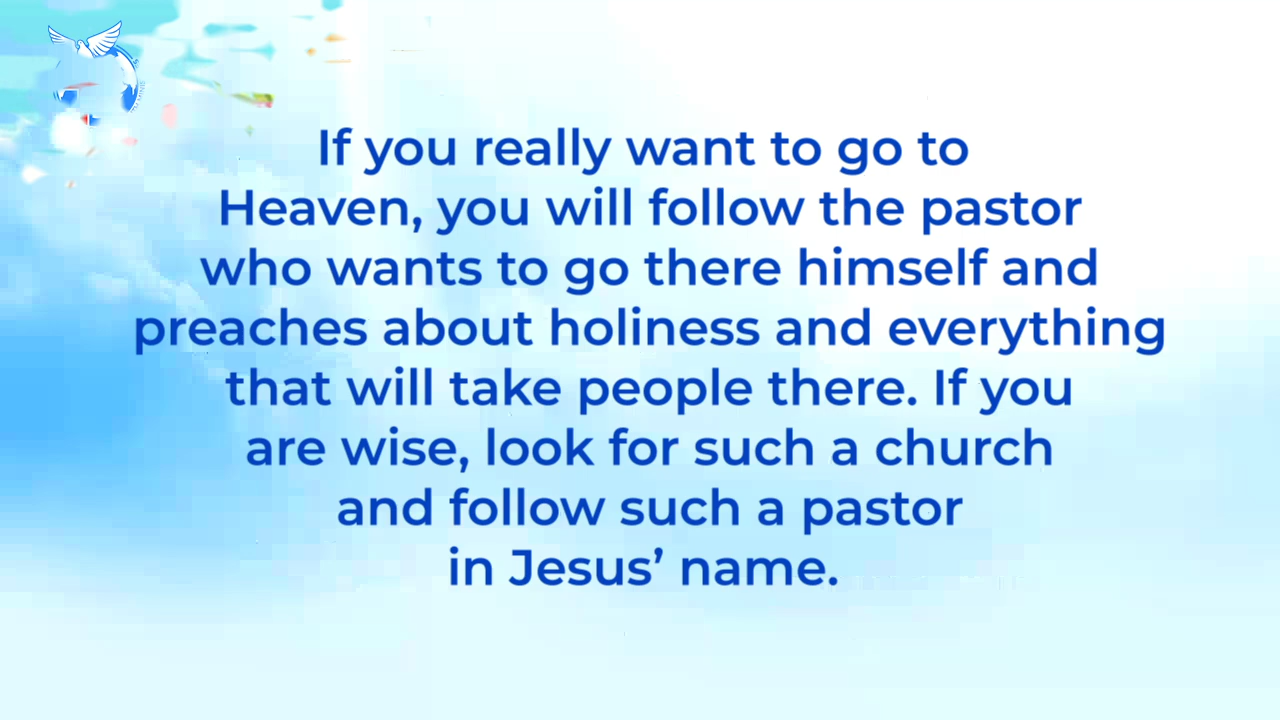 If you really want to go to
Heaven, you will follow the pastor
who wants to go there himself and
preaches about holiness and everything
that will take people there. If you
are wise, look for such a church
and follow such a pastor
in Jesus’ name.